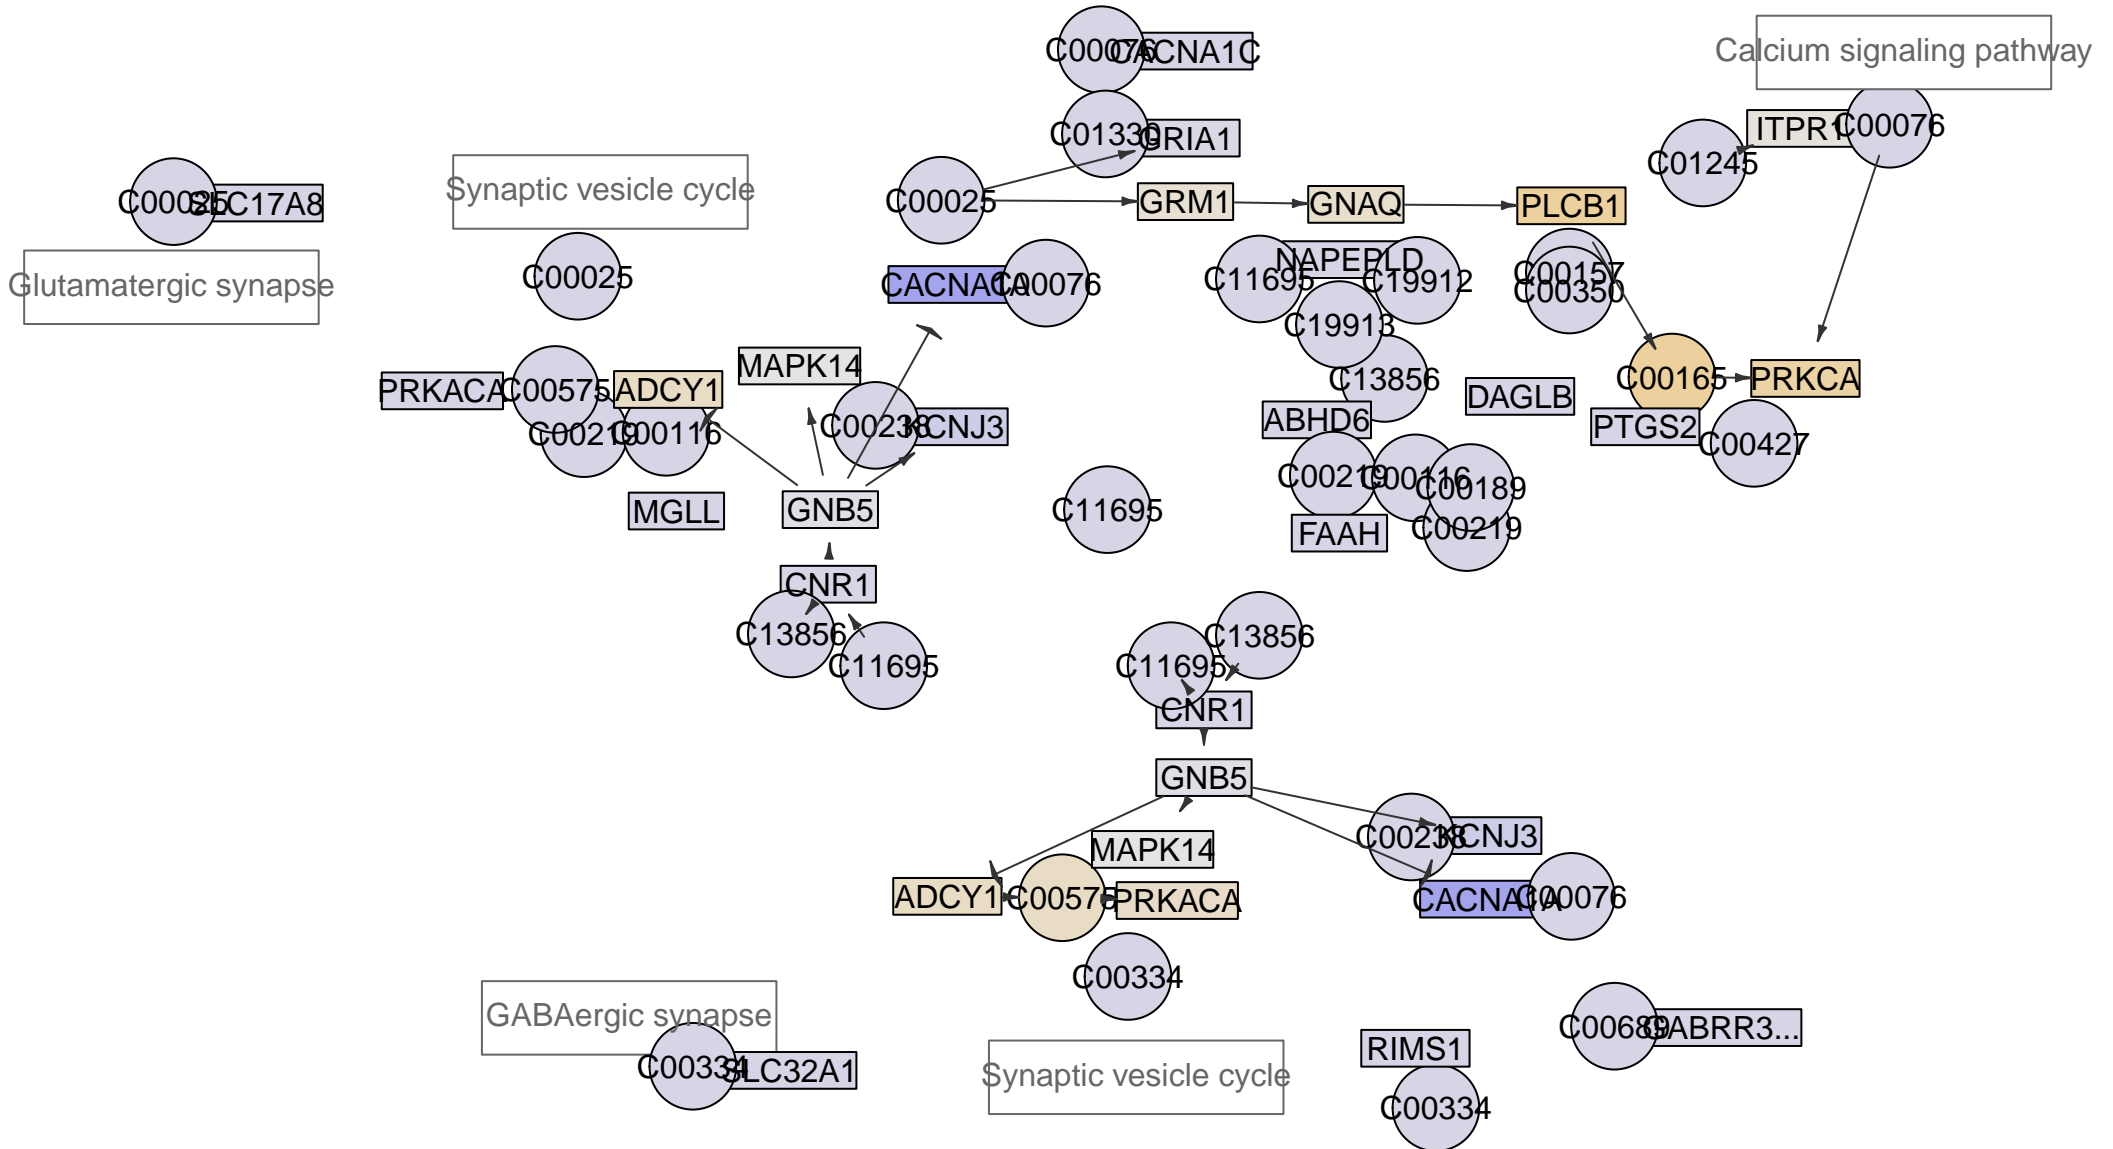 C00076
CACNA1C
Calcium signaling pathway
C01330
GRIA1
ITPR1
C00076
C01245
Synaptic vesicle cycle
C00025
SLC17A8
C00025
GRM1
GNAQ
PLCB1
Glutamatergic synapse
C00025
CACNA1A
C00076
C11695
NAPEPLD
C19912
C00157
C00350
C19913
MAPK14
PRKACA
C00575
ADCY1
C13856
DAGLB
C00165
PRKCA
C00219
C00116
C00238
KCNJ3
ABHD6
PTGS2
C00427
C00219
C00116
C00189
MGLL
GNB5
C11695
FAAH
C00219
CNR1
C13856
C11695
C11695
C13856
CNR1
GNB5
C00238
KCNJ3
MAPK14
ADCY1
C00575
PRKACA
CACNA1A
C00076
C00334
GABAergic synapse
C00689
GABRR3...
C00334
SLC32A1
Synaptic vesicle cycle
RIMS1
C00334